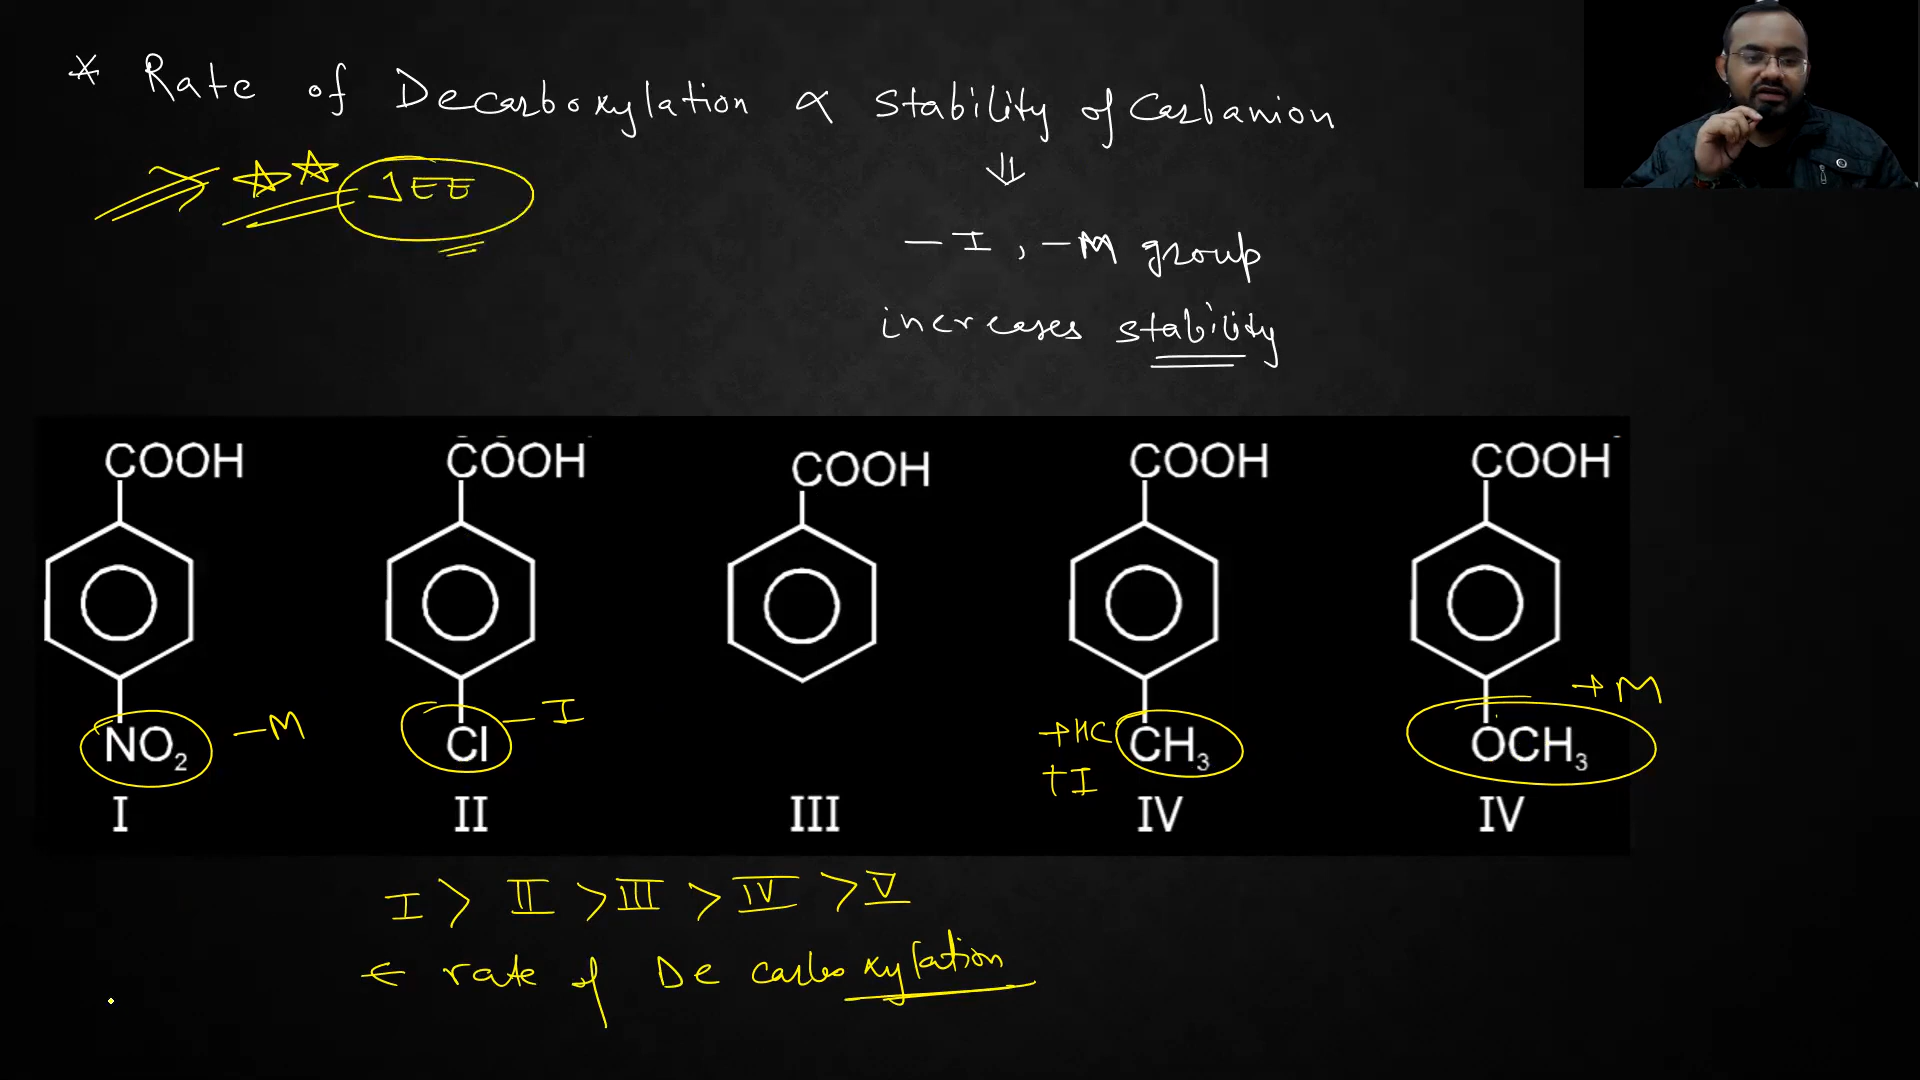 * Rate of Decarboxylation ∝ Stability of Carbanion
JEE
⇓
-I, -M group
increases stability
COOH COOH COOH COOH COOH
-M -I +HC +I +M
NO₂ Cl CH₃ OCH₃
I II III IV IV
I > II > III > IV > V
← rate of Decarboxylation